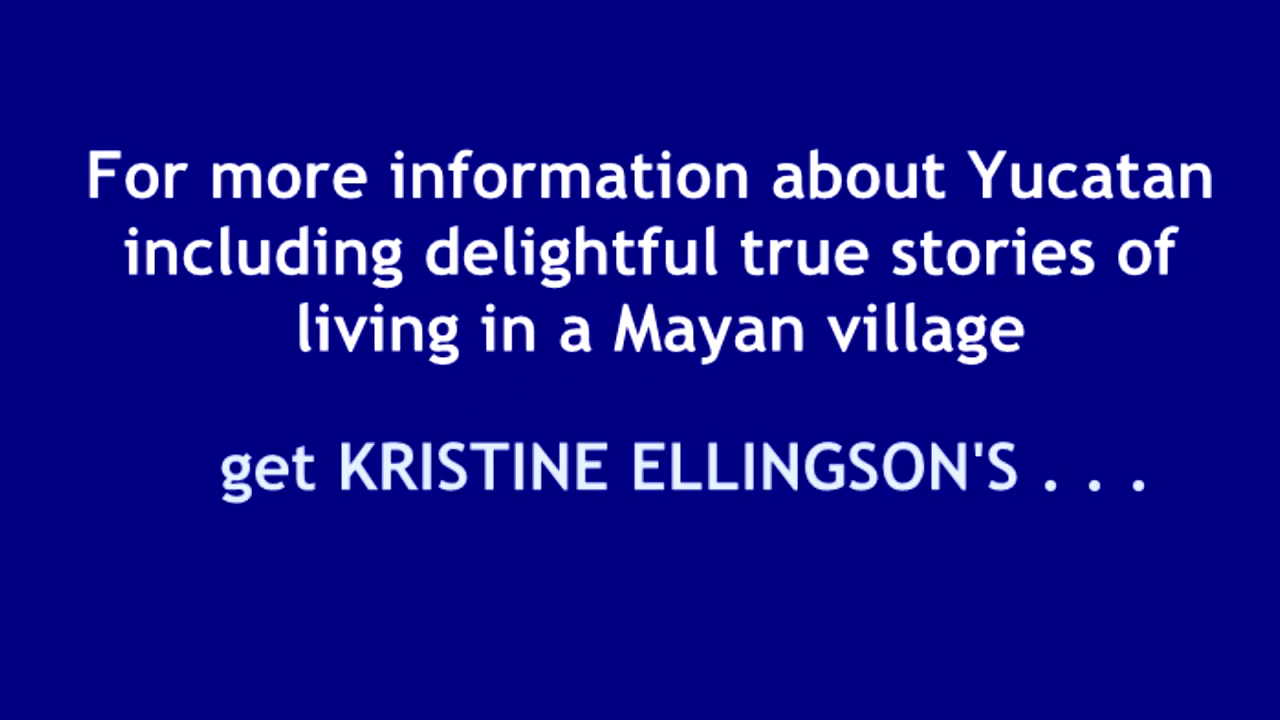 For more information about Yucatan
including delightful true stories of
living in a Mayan village
get KRISTINE ELLINGSON'S . . .